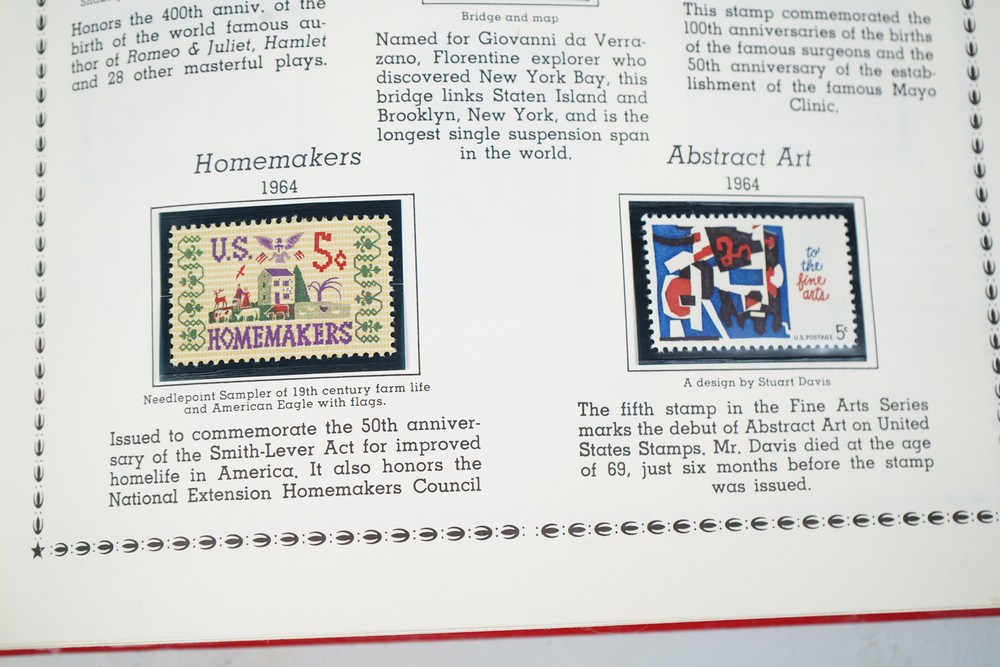 Honors the 400th anniv. of the
birth of the world famous au-
thor of Romeo & Juliet, Hamlet
and 28 other masterful plays.
Bridge and map
Named for Giovanni da Verra-
zano, Florentine explorer who
discovered New York Bay, this
bridge links Staten Island and
Brooklyn, New York, and is the
longest single suspension span
in the world.
This stamp commemorated the
100th anniversaries of the births
of the famous surgeons and the
50th anniversary of the estab-
lishment of the famous Mayo
Clinic.
Homemakers
1964
U.S. 5¢
HOMEMAKERS
Needlepoint Sampler of 19th century farm life
and American Eagle with flags.
Issued to commemorate the 50th anniver-
sary of the Smith-Lever Act for improved
homelife in America. It also honors the
National Extension Homemakers Council
Abstract Art
1964
to
the
fine
arts
5¢
U.S. POSTAGE
A design by Stuart Davis
The fifth stamp in the Fine Arts Series
marks the debut of Abstract Art on United
States Stamps. Mr. Davis died at the age
of 69, just six months before the stamp
was issued.